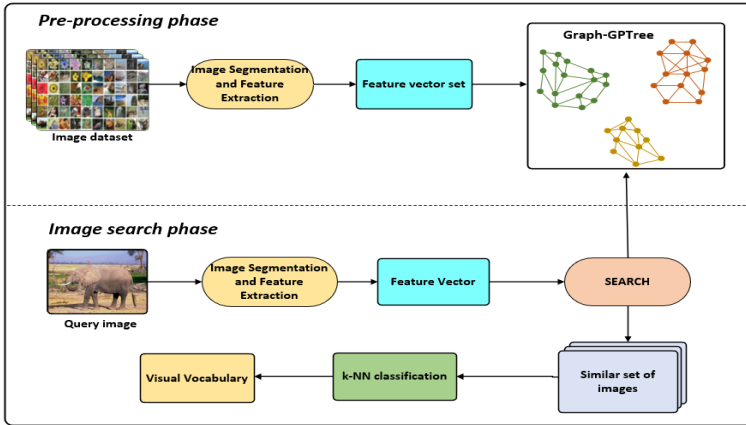 Pre-processing phase
Graph-GPTree
Image Segmentation
and Feature
Extraction
Feature vector set
Image dataset
Image search phase
Image Segmentation
and Feature
Extraction
Feature Vector
SEARCH
Query image
Visual Vocabulary
k-NN classification
Similar set of
images